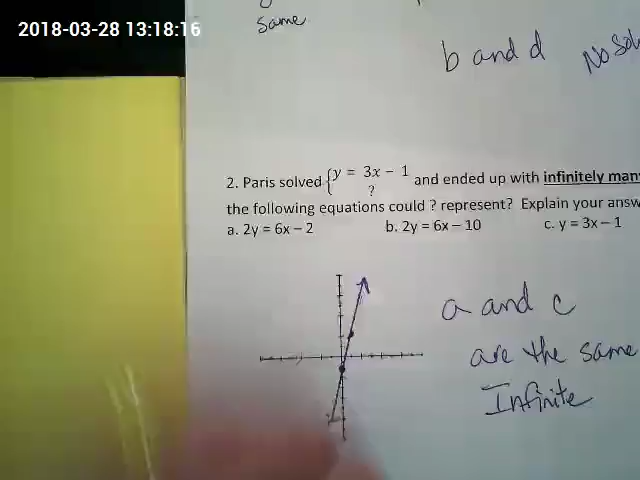 2018-03-28 13:18:16
Same
b and d
No Sol
2. Paris solved { y = 3x − 1 and ended up with infinitely man
?
the following equations could ? represent? Explain your answ
a. 2y = 6x − 2 b. 2y = 6x − 10 c. y = 3x − 1
a and c
are the same
Infinite